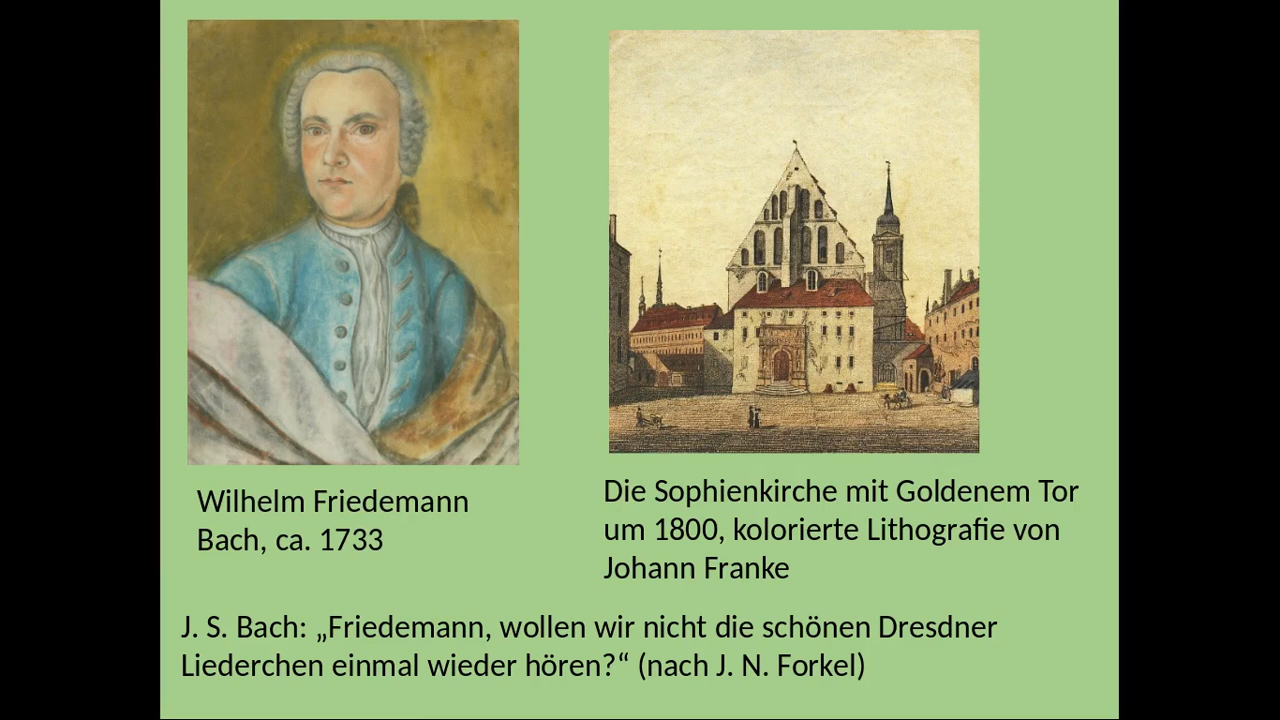 Wilhelm Friedemann
Bach, ca. 1733
Die Sophienkirche mit Goldenem Tor
um 1800, kolorierte Lithografie von
Johann Franke
J. S. Bach: „Friedemann, wollen wir nicht die schönen Dresdner
Liederchen einmal wieder hören?“ (nach J. N. Forkel)